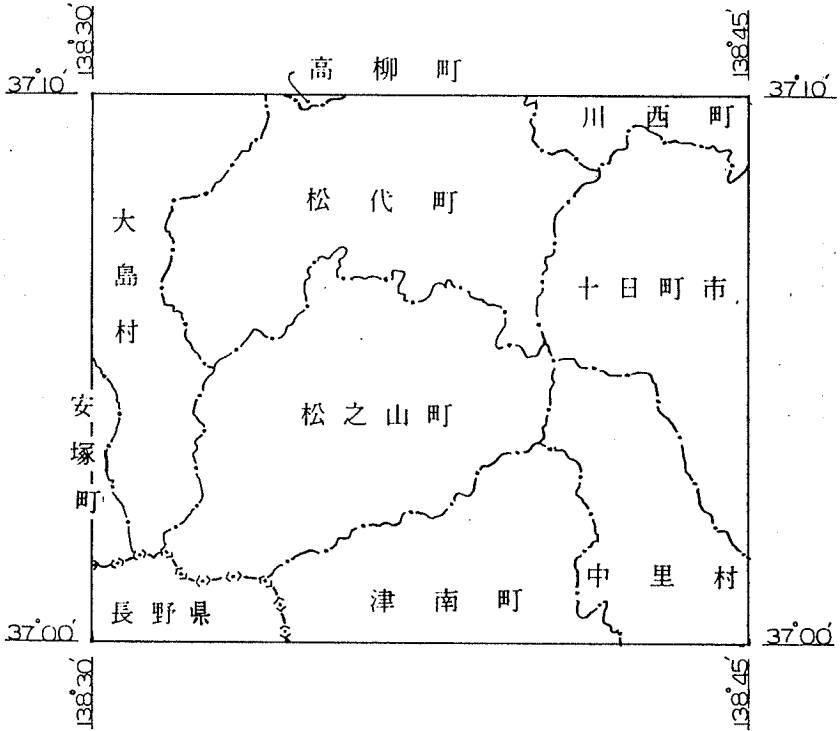 138°30′
138°45′
高柳町
37°10′
37°10′
川西町
松代町
大島村
十日町市
安塚町
松之山町
中里村
津南町
長野県
37°00′
37°00′
138°30′
138°45′